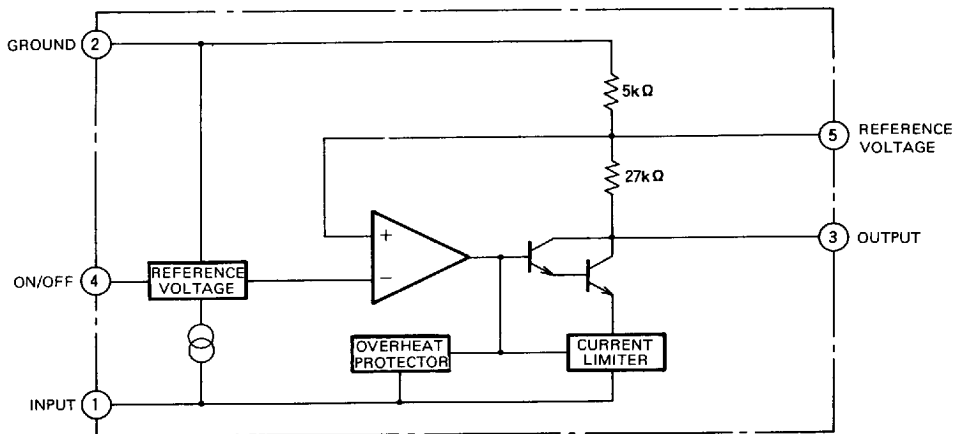 GROUND 2
5kΩ
5 REFERENCE
VOLTAGE
27kΩ
+
3 OUTPUT
ON/OFF 4
REFERENCE
VOLTAGE
−
OVERHEAT
PROTECTOR
CURRENT
LIMITER
INPUT 1